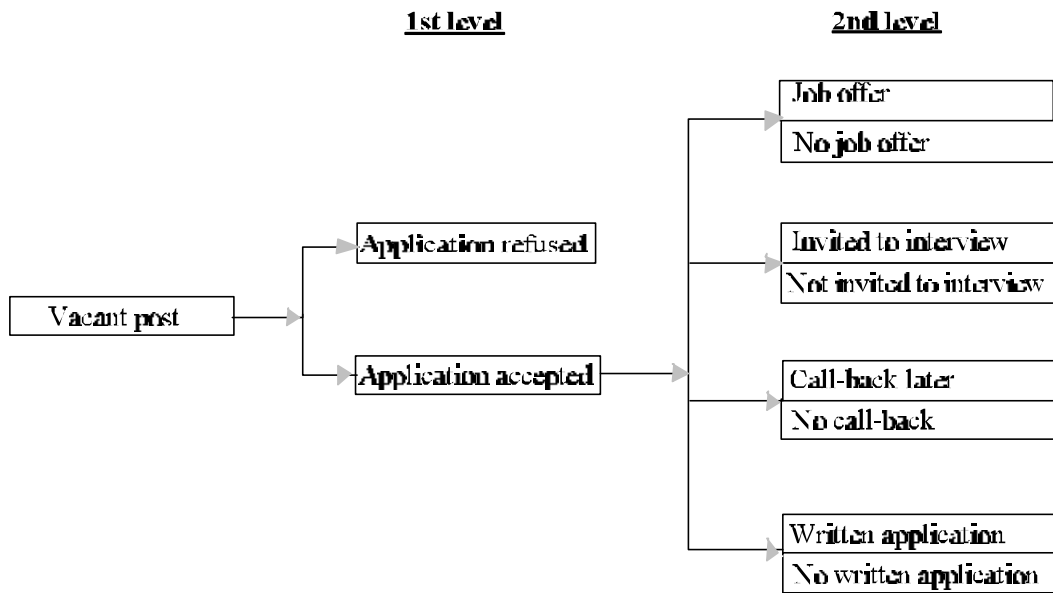 1st level
2nd level
Job offer
No job offer
Application refused
Invited to interview
Not invited to interview
Vacant post
Application accepted
Call-back later
No call-back
Written application
No written application